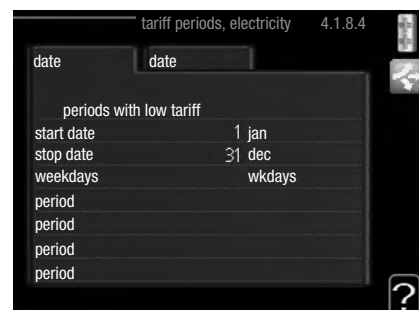 tariff periods, electricity 4.1.8.4
date date
periods with low tariff
start date 1 jan
stop date 31 dec
weekdays wkdays
period
period
period
period
?